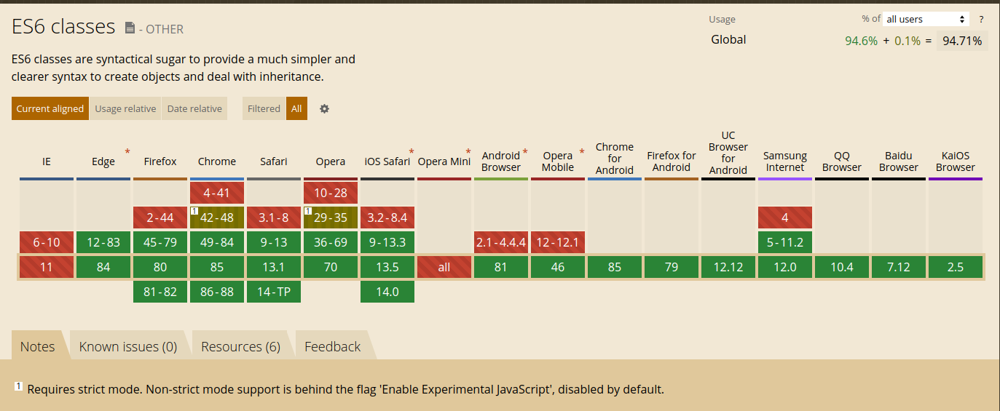 ES6 classes - OTHER
Usage % of all users ?
Global 94.6% + 0.1% = 94.71%
ES6 classes are syntactical sugar to provide a much simpler and
clearer syntax to create objects and deal with inheritance.
Current aligned Usage relative Date relative Filtered All
IE Edge * Firefox Chrome Safari Opera iOS Safari * Opera Mini * Android Browser * Opera Mobile * Chrome for Android Firefox for Android UC Browser for Android Samsung Internet QQ Browser Baidu Browser KaiOS Browser
4-41 10-28
2-44 1 42-48 3.1-8 1 29-35 3.2-8.4 4
6-10 12-83 45-79 49-84 9-13 36-69 9-13.3 2.1-4.4.4 12-12.1 5-11.2
11 84 80 85 13.1 70 13.5 all 81 46 85 79 12.12 12.0 10.4 7.12 2.5
81-82 86-88 14-TP 14.0
Notes Known issues (0) Resources (6) Feedback
1 Requires strict mode. Non-strict mode support is behind the flag 'Enable Experimental JavaScript', disabled by default.